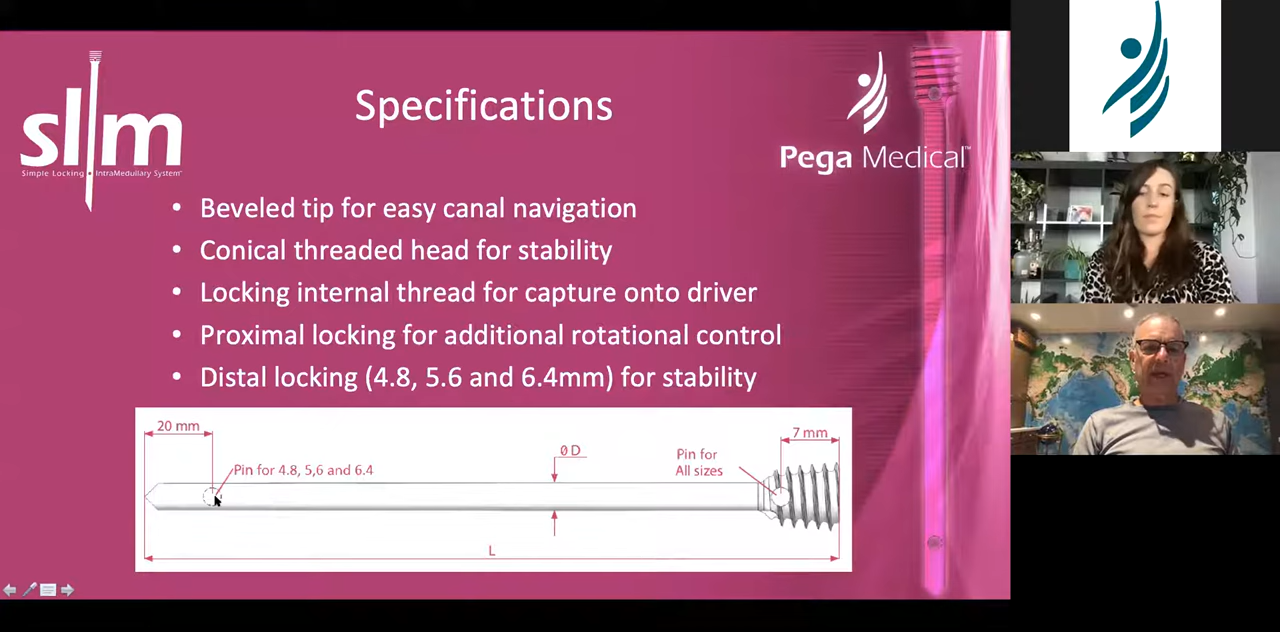 slim
Simple Locking • IntraMedullary System™
Specifications
Pega Medical™
• Beveled tip for easy canal navigation
• Conical threaded head for stability
• Locking internal thread for capture onto driver
• Proximal locking for additional rotational control
• Distal locking (4.8, 5.6 and 6.4mm) for stability
20 mm
Pin for 4.8, 5,6 and 6.4
Ø D
Pin for
All sizes
7 mm
L